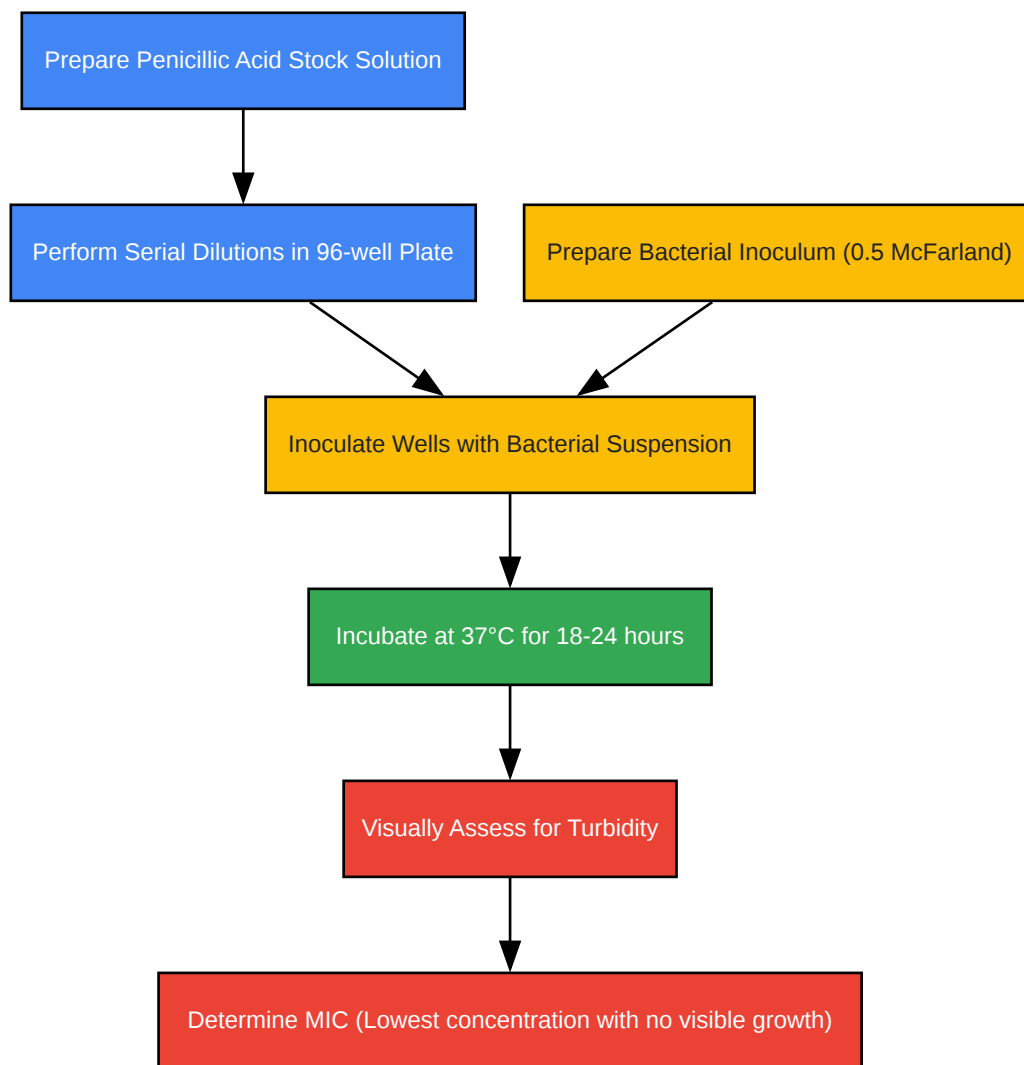 Prepare Penicillic Acid Stock Solution
Perform Serial Dilutions in 96-well Plate
Prepare Bacterial Inoculum (0.5 McFarland)
Inoculate Wells with Bacterial Suspension
Incubate at 37°C for 18-24 hours
Visually Assess for Turbidity
Determine MIC (Lowest concentration with no visible growth)